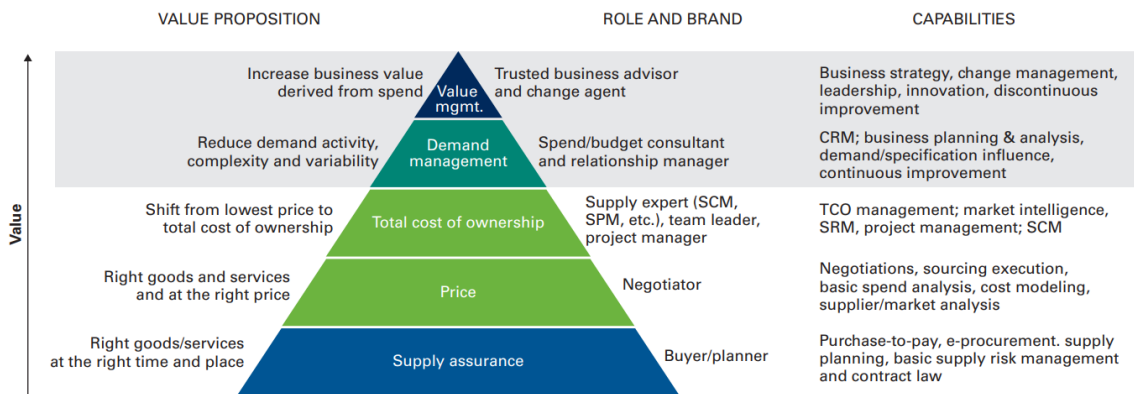 VALUE PROPOSITION
ROLE AND BRAND
CAPABILITIES
Value
Increase business value
derived from spend
Value
mgmt.
Trusted business advisor
and change agent
Business strategy, change management,
leadership, innovation, discontinuous
improvement
Reduce demand activity,
complexity and variability
Demand
management
Spend/budget consultant
and relationship manager
CRM; business planning & analysis,
demand/specification influence,
continuous improvement
Shift from lowest price to
total cost of ownership
Total cost of ownership
Supply expert (SCM,
SPM, etc.), team leader,
project manager
TCO management; market intelligence,
SRM, project management; SCM
Right goods and services
and at the right price
Price
Negotiator
Negotiations, sourcing execution,
basic spend analysis, cost modeling,
supplier/market analysis
Right goods/services
at the right time and place
Supply assurance
Buyer/planner
Purchase-to-pay, e-procurement. supply
planning, basic supply risk management
and contract law